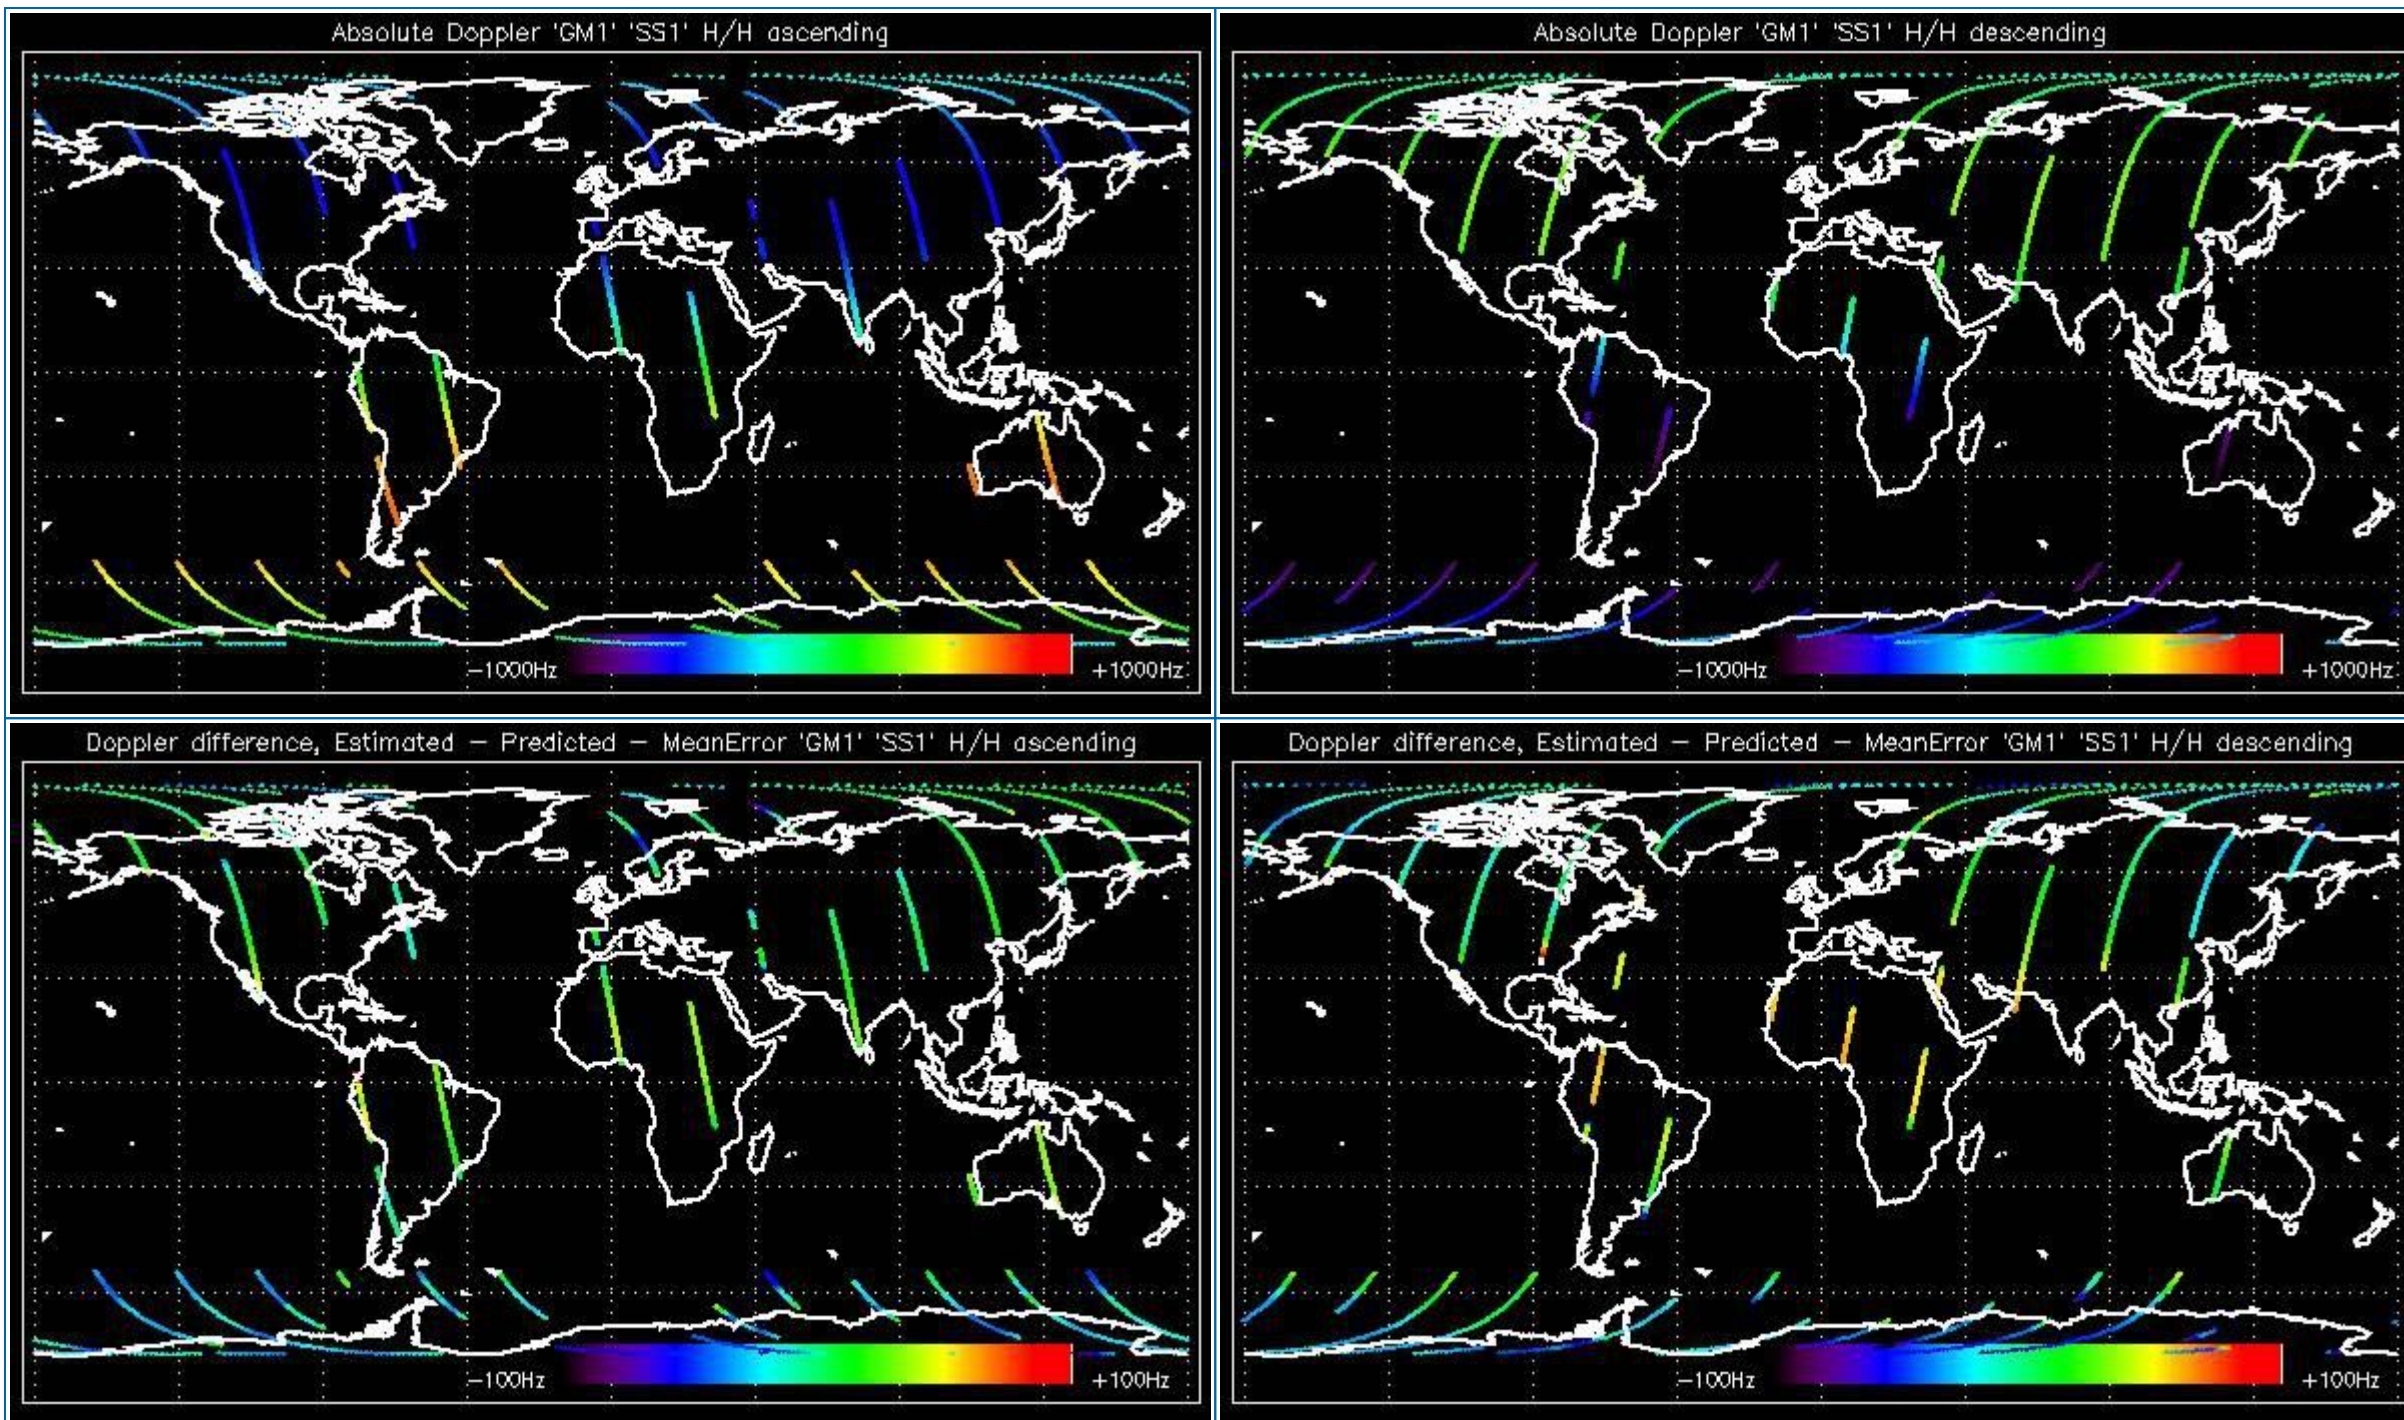 Absolute Doppler 'GM1' 'SS1' H/H ascending
−1000Hz
+1000Hz
Absolute Doppler 'GM1' 'SS1' H/H descending
−1000Hz
+1000Hz
Doppler difference, Estimated − Predicted − MeanError 'GM1' 'SS1' H/H ascending
−100Hz
+100Hz
Doppler difference, Estimated − Predicted − MeanError 'GM1' 'SS1' H/H descending
−100Hz
+100Hz